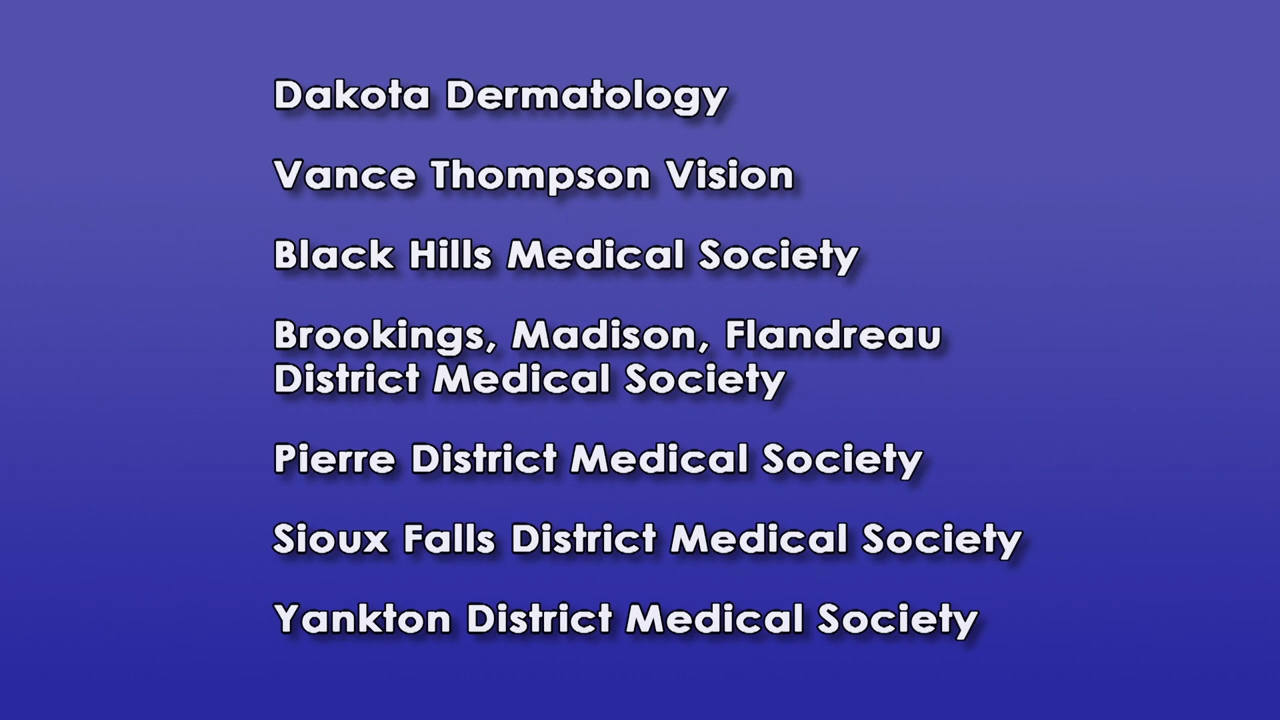 Dakota Dermatology
Vance Thompson Vision
Black Hills Medical Society
Brookings, Madison, Flandreau
District Medical Society
Pierre District Medical Society
Sioux Falls District Medical Society
Yankton District Medical Society